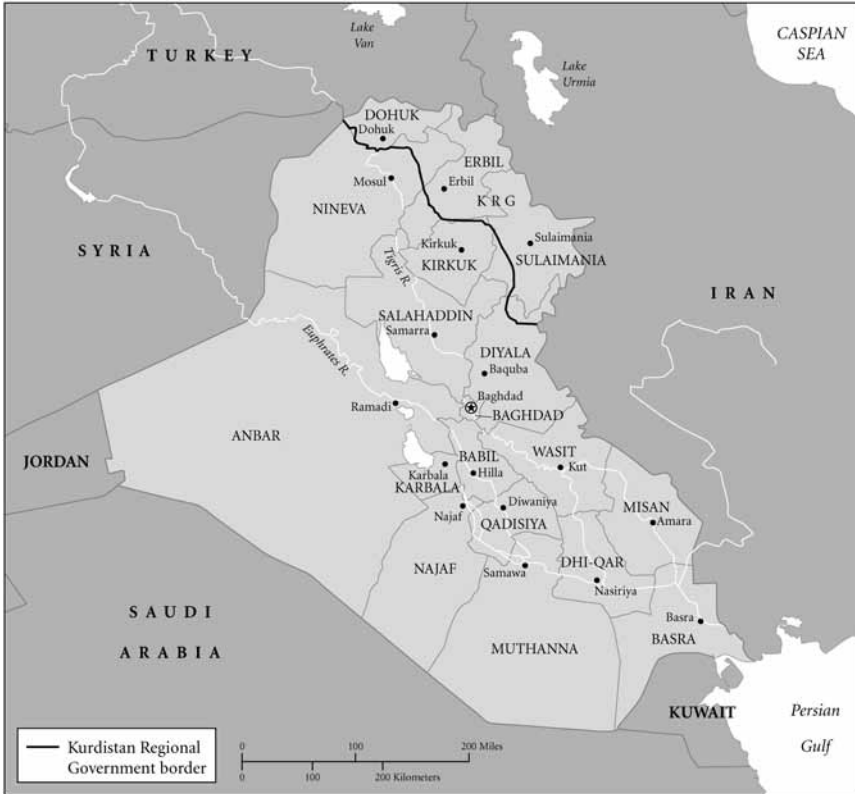 CASPIAN
SEA
Lake
Van
TURKEY
Lake
Urmia
DOHUK
Dohuk
ERBIL
Mosul
Erbil
KRG
NINEVA
Kirkuk
KIRKUK
Sulaimania
SULAIMANIA
SYRIA
Tigris R.
IRAN
SALAHADDIN
Samarra
Euphrates R.
DIYALA
Baquba
Baghdad
BAGHDAD
Ramadi
ANBAR
JORDAN
BABIL
Hilla
WASIT
Kut
Karbala
KARBALA
Najaf
Diwaniya
QADISIYA
MISAN
Amara
NAJAF
Samawa
DHI-QAR
Nasiriya
SAUDI
ARABIA
Basra
BASRA
MUTHANNA
KUWAIT
Persian
Gulf
Kurdistan Regional
Government border
0 100 200 Miles
0 100 200 Kilometers